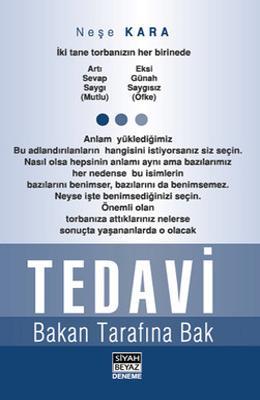 Neşe KARA
İki tane torbanızın her birinede
Artı Eksi
Sevap Günah
Saygı Saygısız
(Mutlu) (Öfke)
Anlam yüklediğimiz
Bu adlandırılanların hangisini istiyorsanız siz seçin.
Nasıl olsa hepsinin anlamı aynı ama bazılarımız
her nedense bu isimlerin
bazılarını benimser, bazılarını da benimsemez.
Neyse işte benimsediğinizi seçin.
Önemli olan
torbanıza attıklarınız nelerse
sonuçta yaşananlarda o olacak
TEDAVİ
Bakan Tarafına Bak
SİYAH
BEYAZ
DENEME